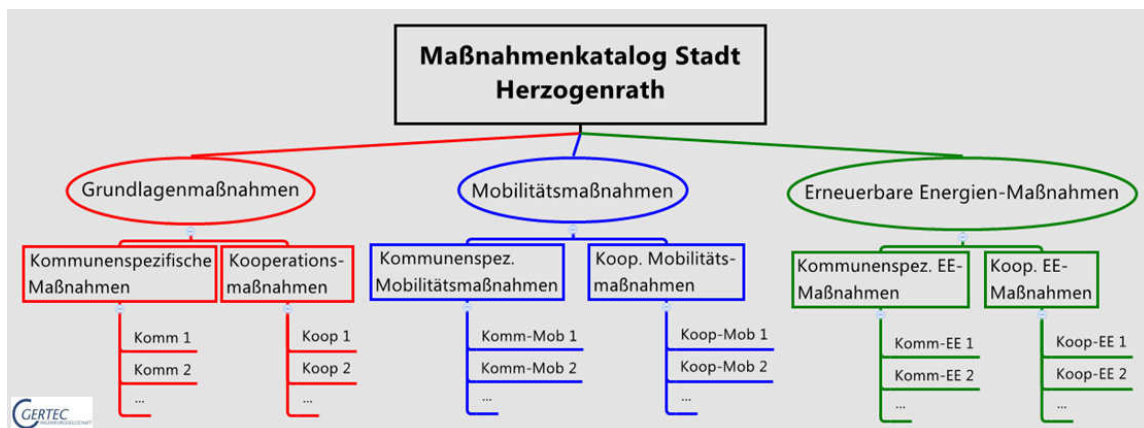 Maßnahmenkatalog Stadt
Herzogenrath
Grundlagenmaßnahmen
Mobilitätsmaßnahmen
Erneuerbare Energien-Maßnahmen
Kommunenspezifische
Maßnahmen
Kooperations-
maßnahmen
Kommunenspez.
Mobilitätsmaßnahmen
Koop. Mobilitäts-
maßnahmen
Kommunenspez. EE-
Maßnahmen
Koop. EE-
Maßnahmen
Komm 1
Komm 2
...
Koop 1
Koop 2
...
Komm-Mob 1
Komm-Mob 2
...
Koop-Mob 1
Koop-Mob 2
...
Komm-EE 1
Komm-EE 2
...
Koop-EE 1
Koop-EE 2
...
GERTEC
INGENIEURGESELLSCHAFT